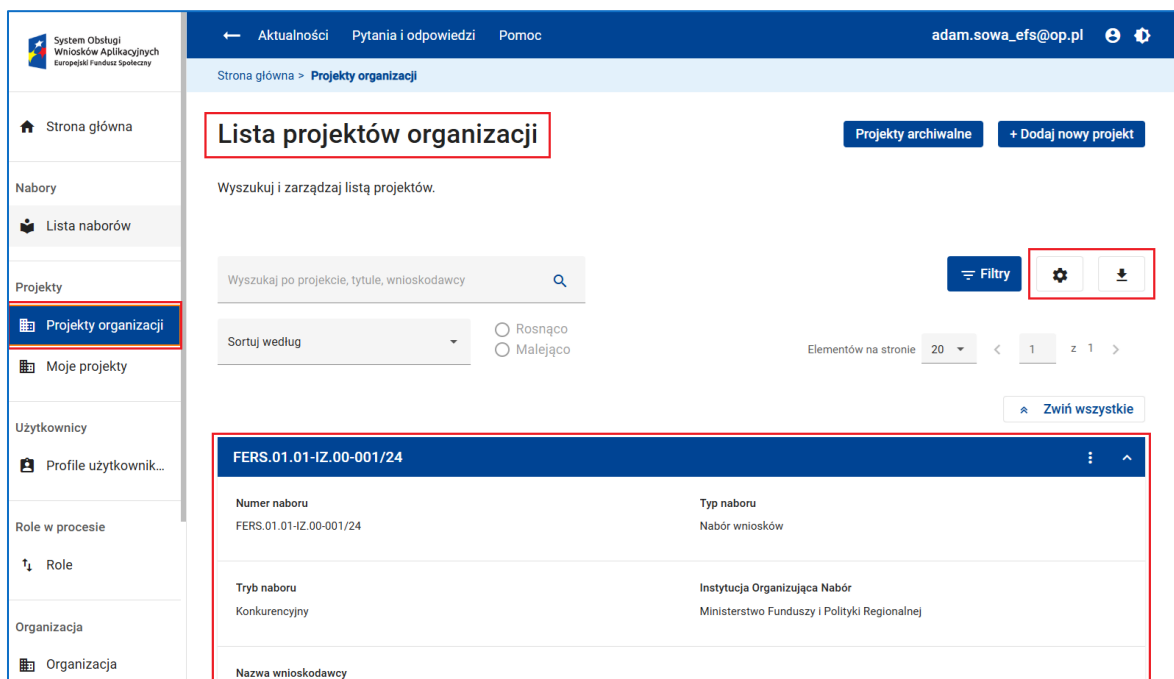 System Obsługi
Wniosków Aplikacyjnych
Europejski Fundusz Społeczny
Aktualności Pytania i odpowiedzi Pomoc adam.sowa_efs@op.pl
Strona główna > Projekty organizacji
Strona główna
Nabory
Lista naborów
Projekty
Projekty organizacji
Moje projekty
Użytkownicy
Profile użytkownik...
Role w procesie
Role
Organizacja
Organizacja
Lista projektów organizacji
Projekty archiwalne + Dodaj nowy projekt
Wyszukuj i zarządzaj listą projektów.
Wyszukaj po projekcie, tytule, wnioskodawcy
Filtry
Sortuj według
Rosnąco
Malejąco
Elementów na stronie 20 < 1 z 1 >
Zwiń wszystkie
FERS.01.01-IZ.00-001/24
Numer naboru Typ naboru
FERS.01.01-IZ.00-001/24 Nabór wniosków
Tryb naboru Instytucja Organizująca Nabór
Konkurencyjny Ministerstwo Funduszy i Polityki Regionalnej
Nazwa wnioskodawcy